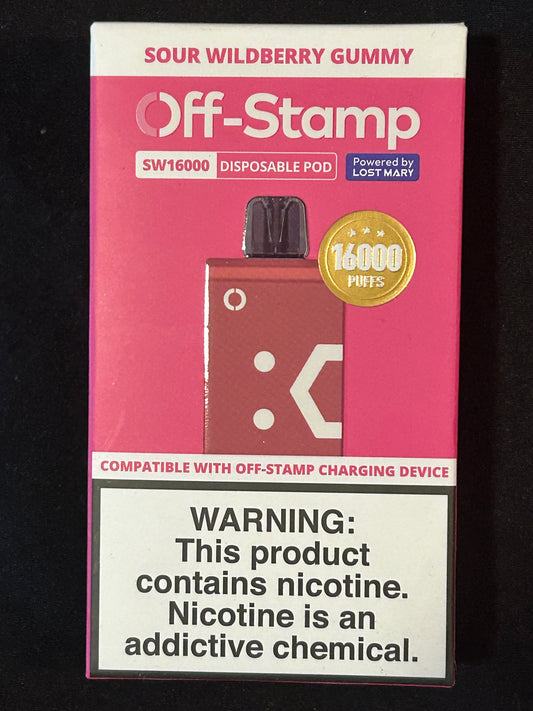 SOUR WILDBERRY GUMMY
Off-Stamp
SW16000 DISPOSABLE POD
Powered by
LOST MARY
16000
PUFFS
COMPATIBLE WITH OFF-STAMP CHARGING DEVICE
WARNING:
This product
contains nicotine.
Nicotine is an
addictive chemical.